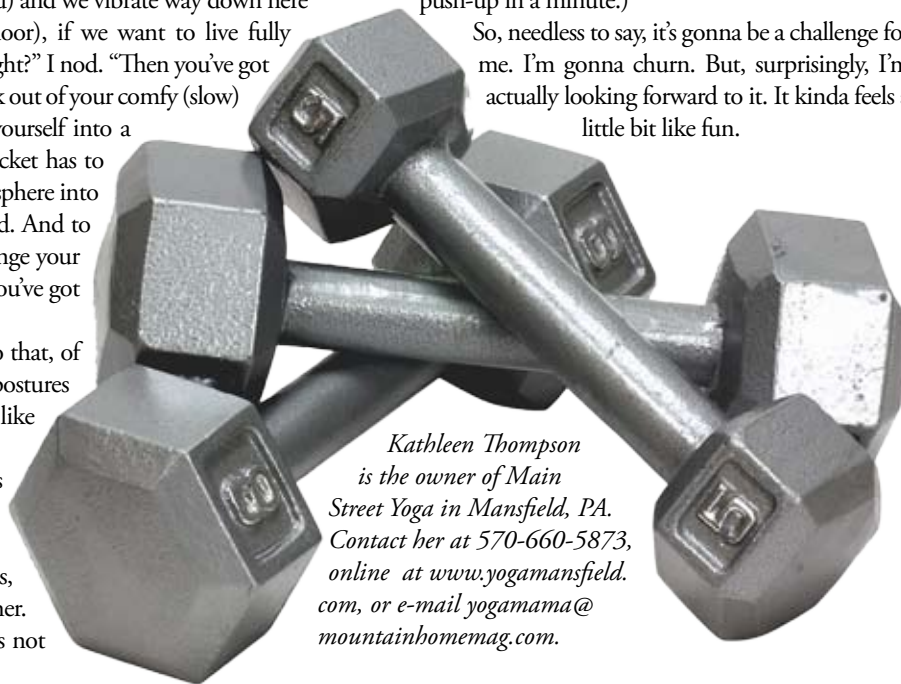 ) and we vibrate way down here
loor), if we want to live fully
ght?” I nod. “Then you’ve got
k out of your comfy (slow)
yourself into a
cket has to
sphere into
d. And to
nge your
ou’ve got
o that, of
postures
like
s
s,
her.
s not
push-up in a minute.)
So, needless to say, it’s gonna be a challenge fo
me. I’m gonna churn. But, surprisingly, I’m
actually looking forward to it. It kinda feels a
little bit like fun.
5
8
8
5
Kathleen Thompson
is the owner of Main
Street Yoga in Mansfield, PA.
Contact her at 570-660-5873,
online at www.yogamansfield.
com, or e-mail yogamama@
mountainhomemag.com.